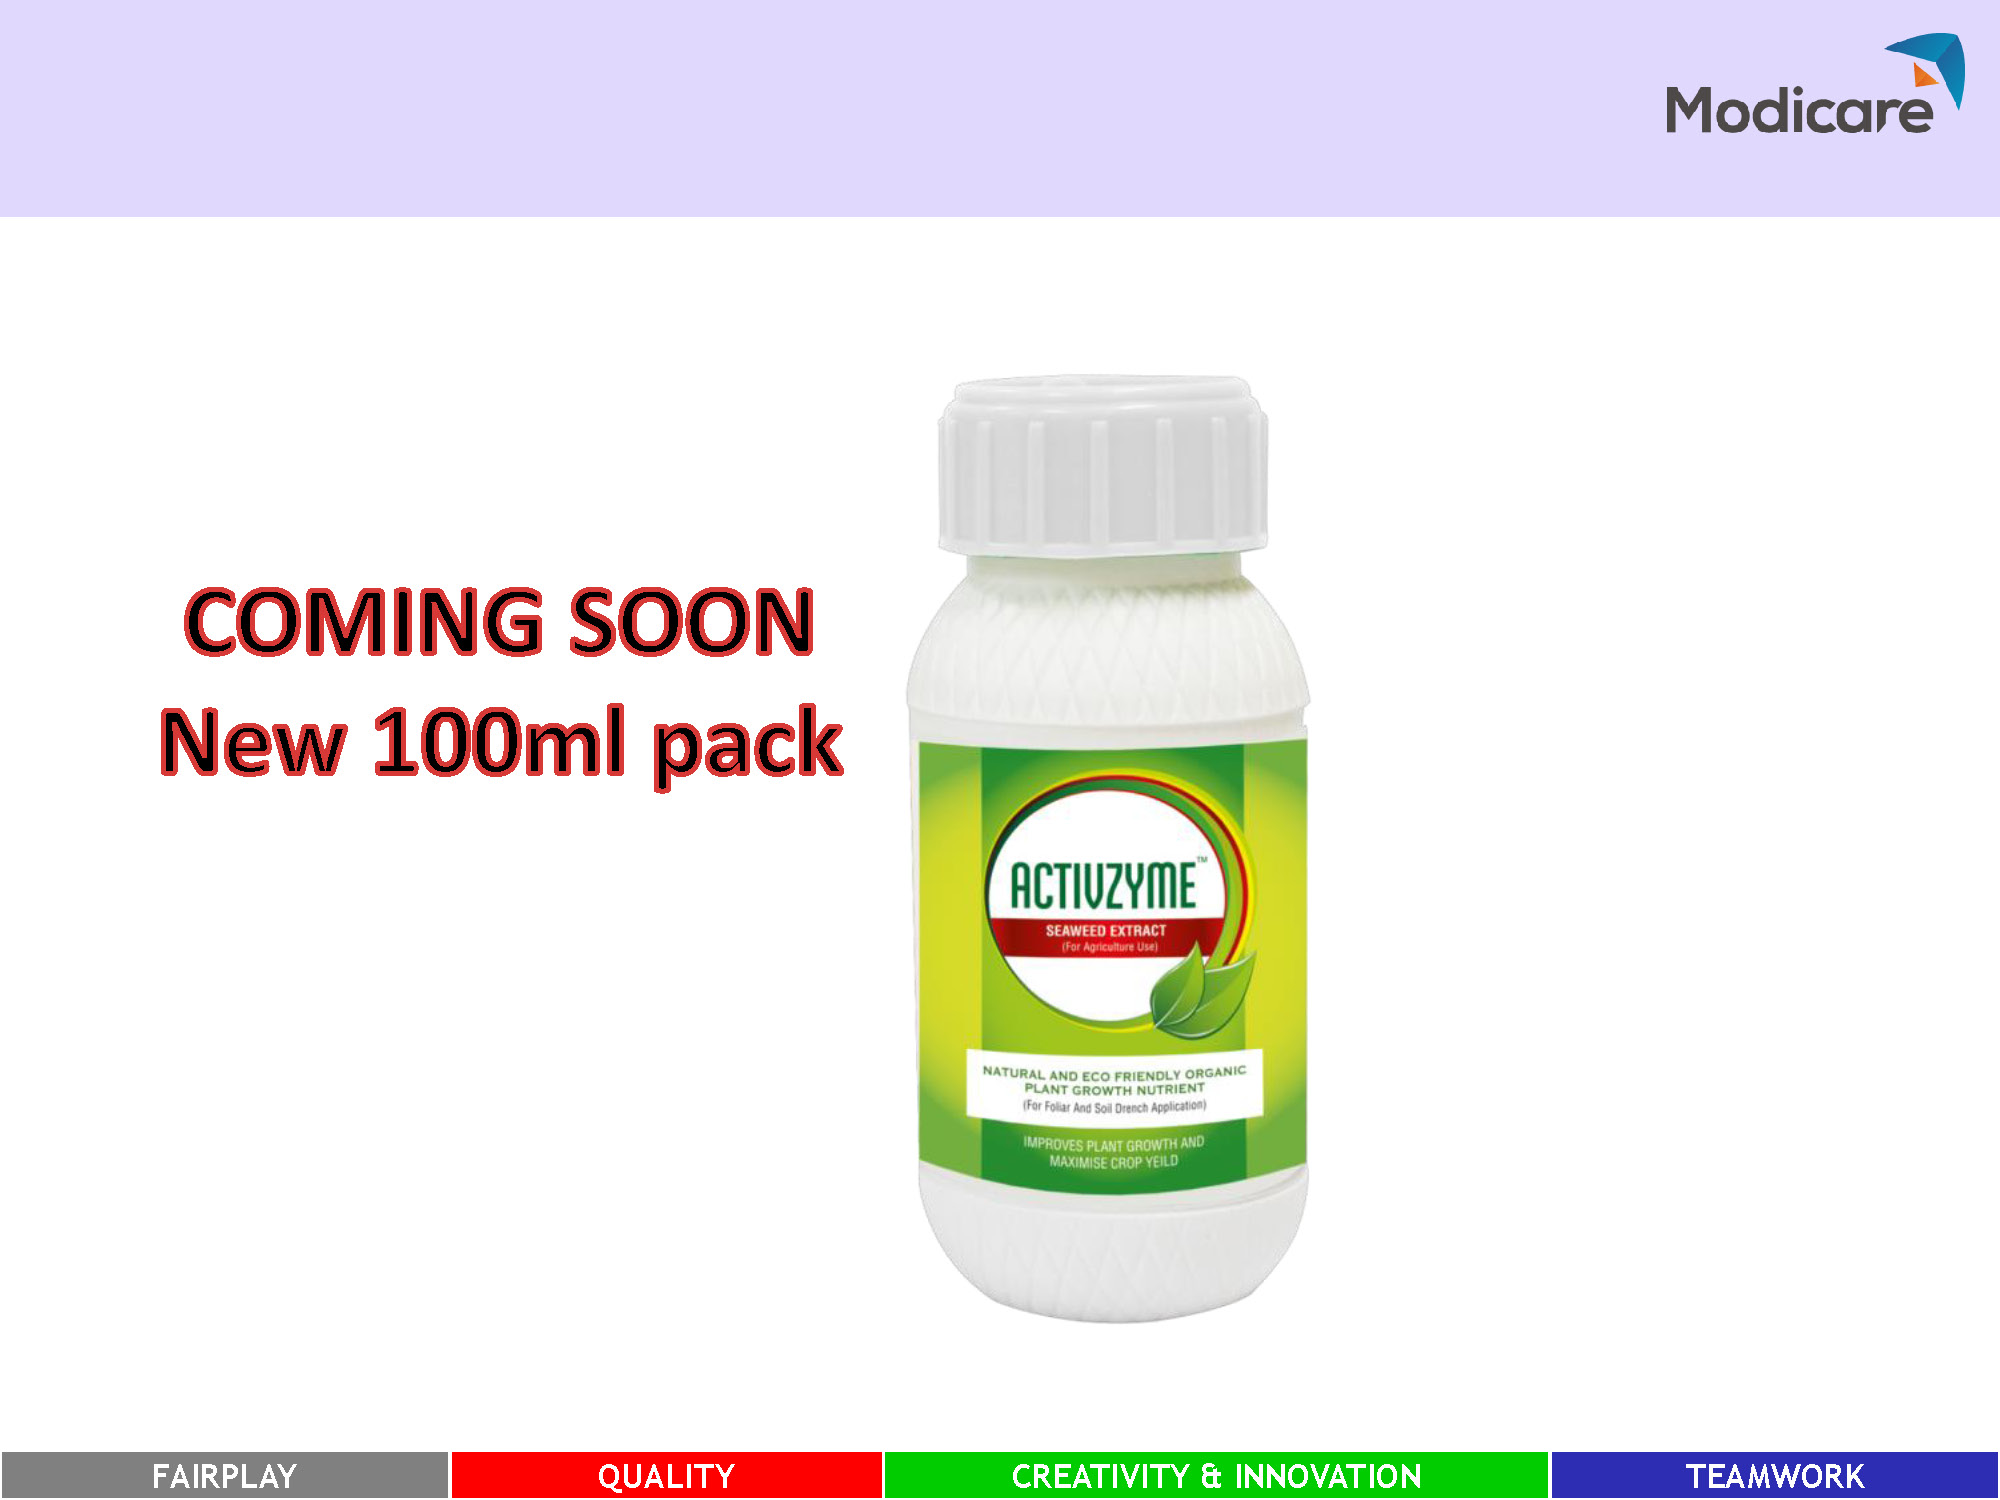 Modicare
COMING SOON
New 100ml pack
ACTIVZYME™
SEAWEED EXTRACT
(For Agriculture Use)
NATURAL AND ECO FRIENDLY ORGANIC
PLANT GROWTH NUTRIENT
(For Foliar And Soil Drench Application)
IMPROVES PLANT GROWTH AND
MAXIMISE CROP YEILD
FAIRPLAY
QUALITY
CREATIVITY & INNOVATION
TEAMWORK